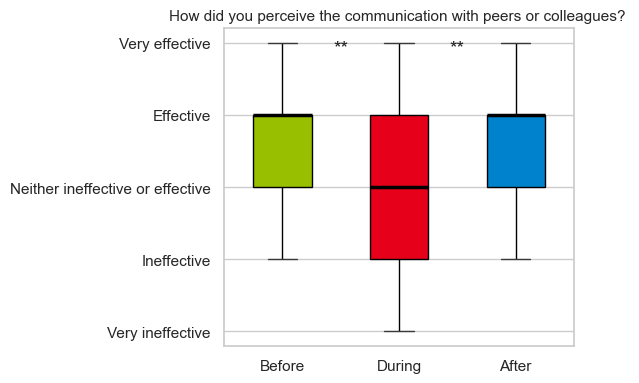 How did you perceive the communication with peers or colleagues?
Very effective
** **
Effective
Neither ineffective or effective
Ineffective
Very ineffective
Before During After